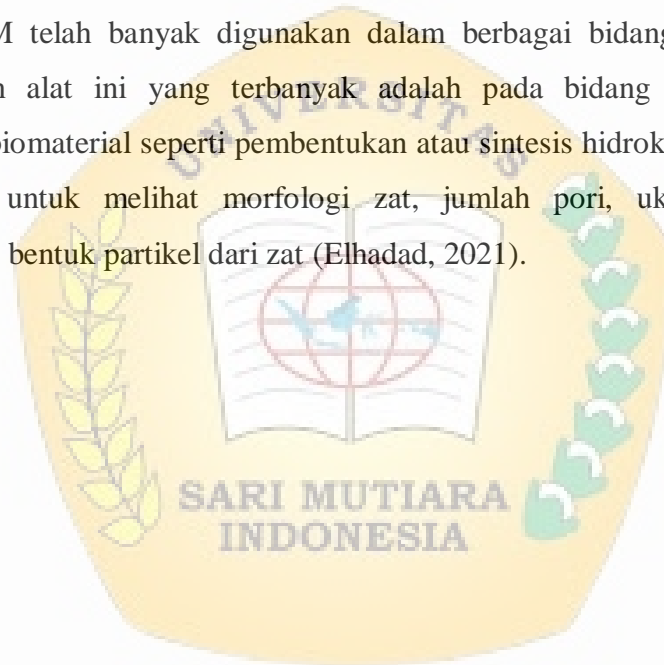 M telah banyak digunakan dalam berbagai bidang
alat ini yang terbanyak adalah pada bidang
biomaterial seperti pembentukan atau sintesis hidrok
untuk melihat morfologi zat, jumlah pori, uk
bentuk partikel dari zat (Elhadad, 2021).
UNIVERSITAS
SARI MUTIARA
INDONESIA